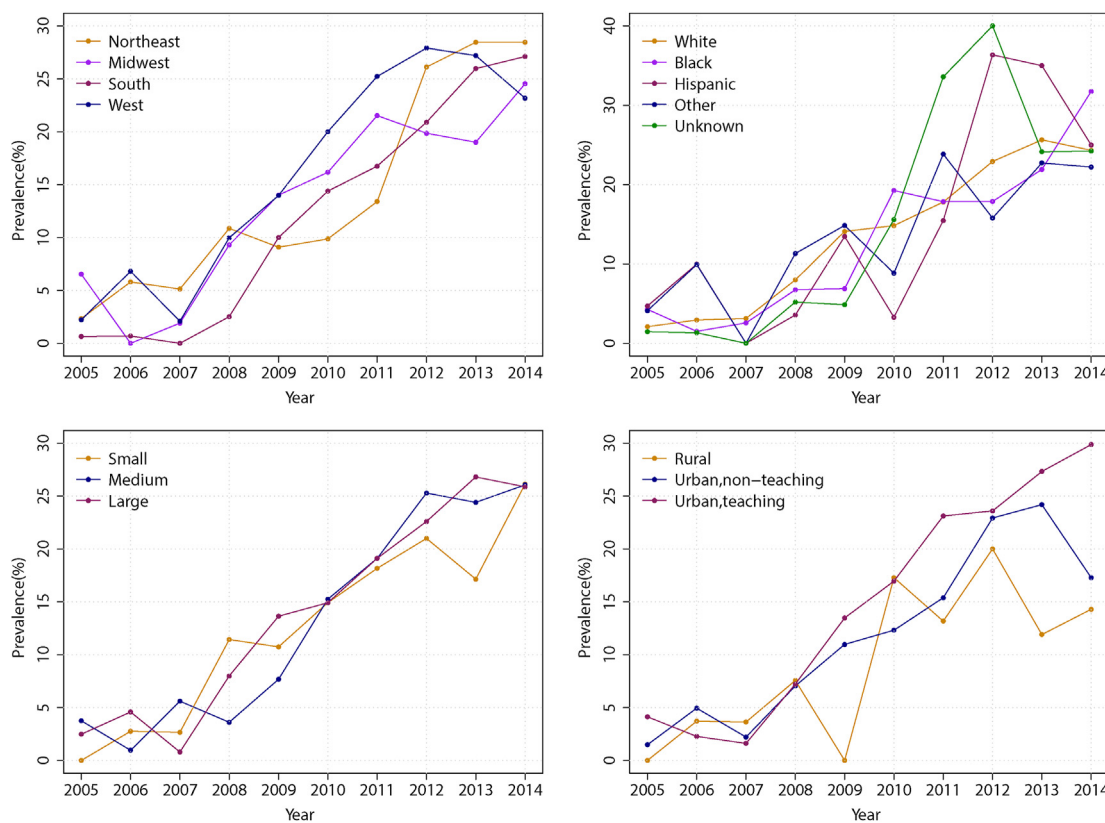 Northeast
Midwest
South
West
Prevalence(%)
30
25
20
15
10
5
0
2005 2006 2007 2008 2009 2010 2011 2012 2013 2014
Year
White
Black
Hispanic
Other
Unknown
Prevalence(%)
40
30
20
10
0
2005 2006 2007 2008 2009 2010 2011 2012 2013 2014
Year
Small
Medium
Large
Prevalence(%)
30
25
20
15
10
5
0
2005 2006 2007 2008 2009 2010 2011 2012 2013 2014
Year
Rural
Urban,non−teaching
Urban,teaching
Prevalence(%)
30
25
20
15
10
5
0
2005 2006 2007 2008 2009 2010 2011 2012 2013 2014
Year